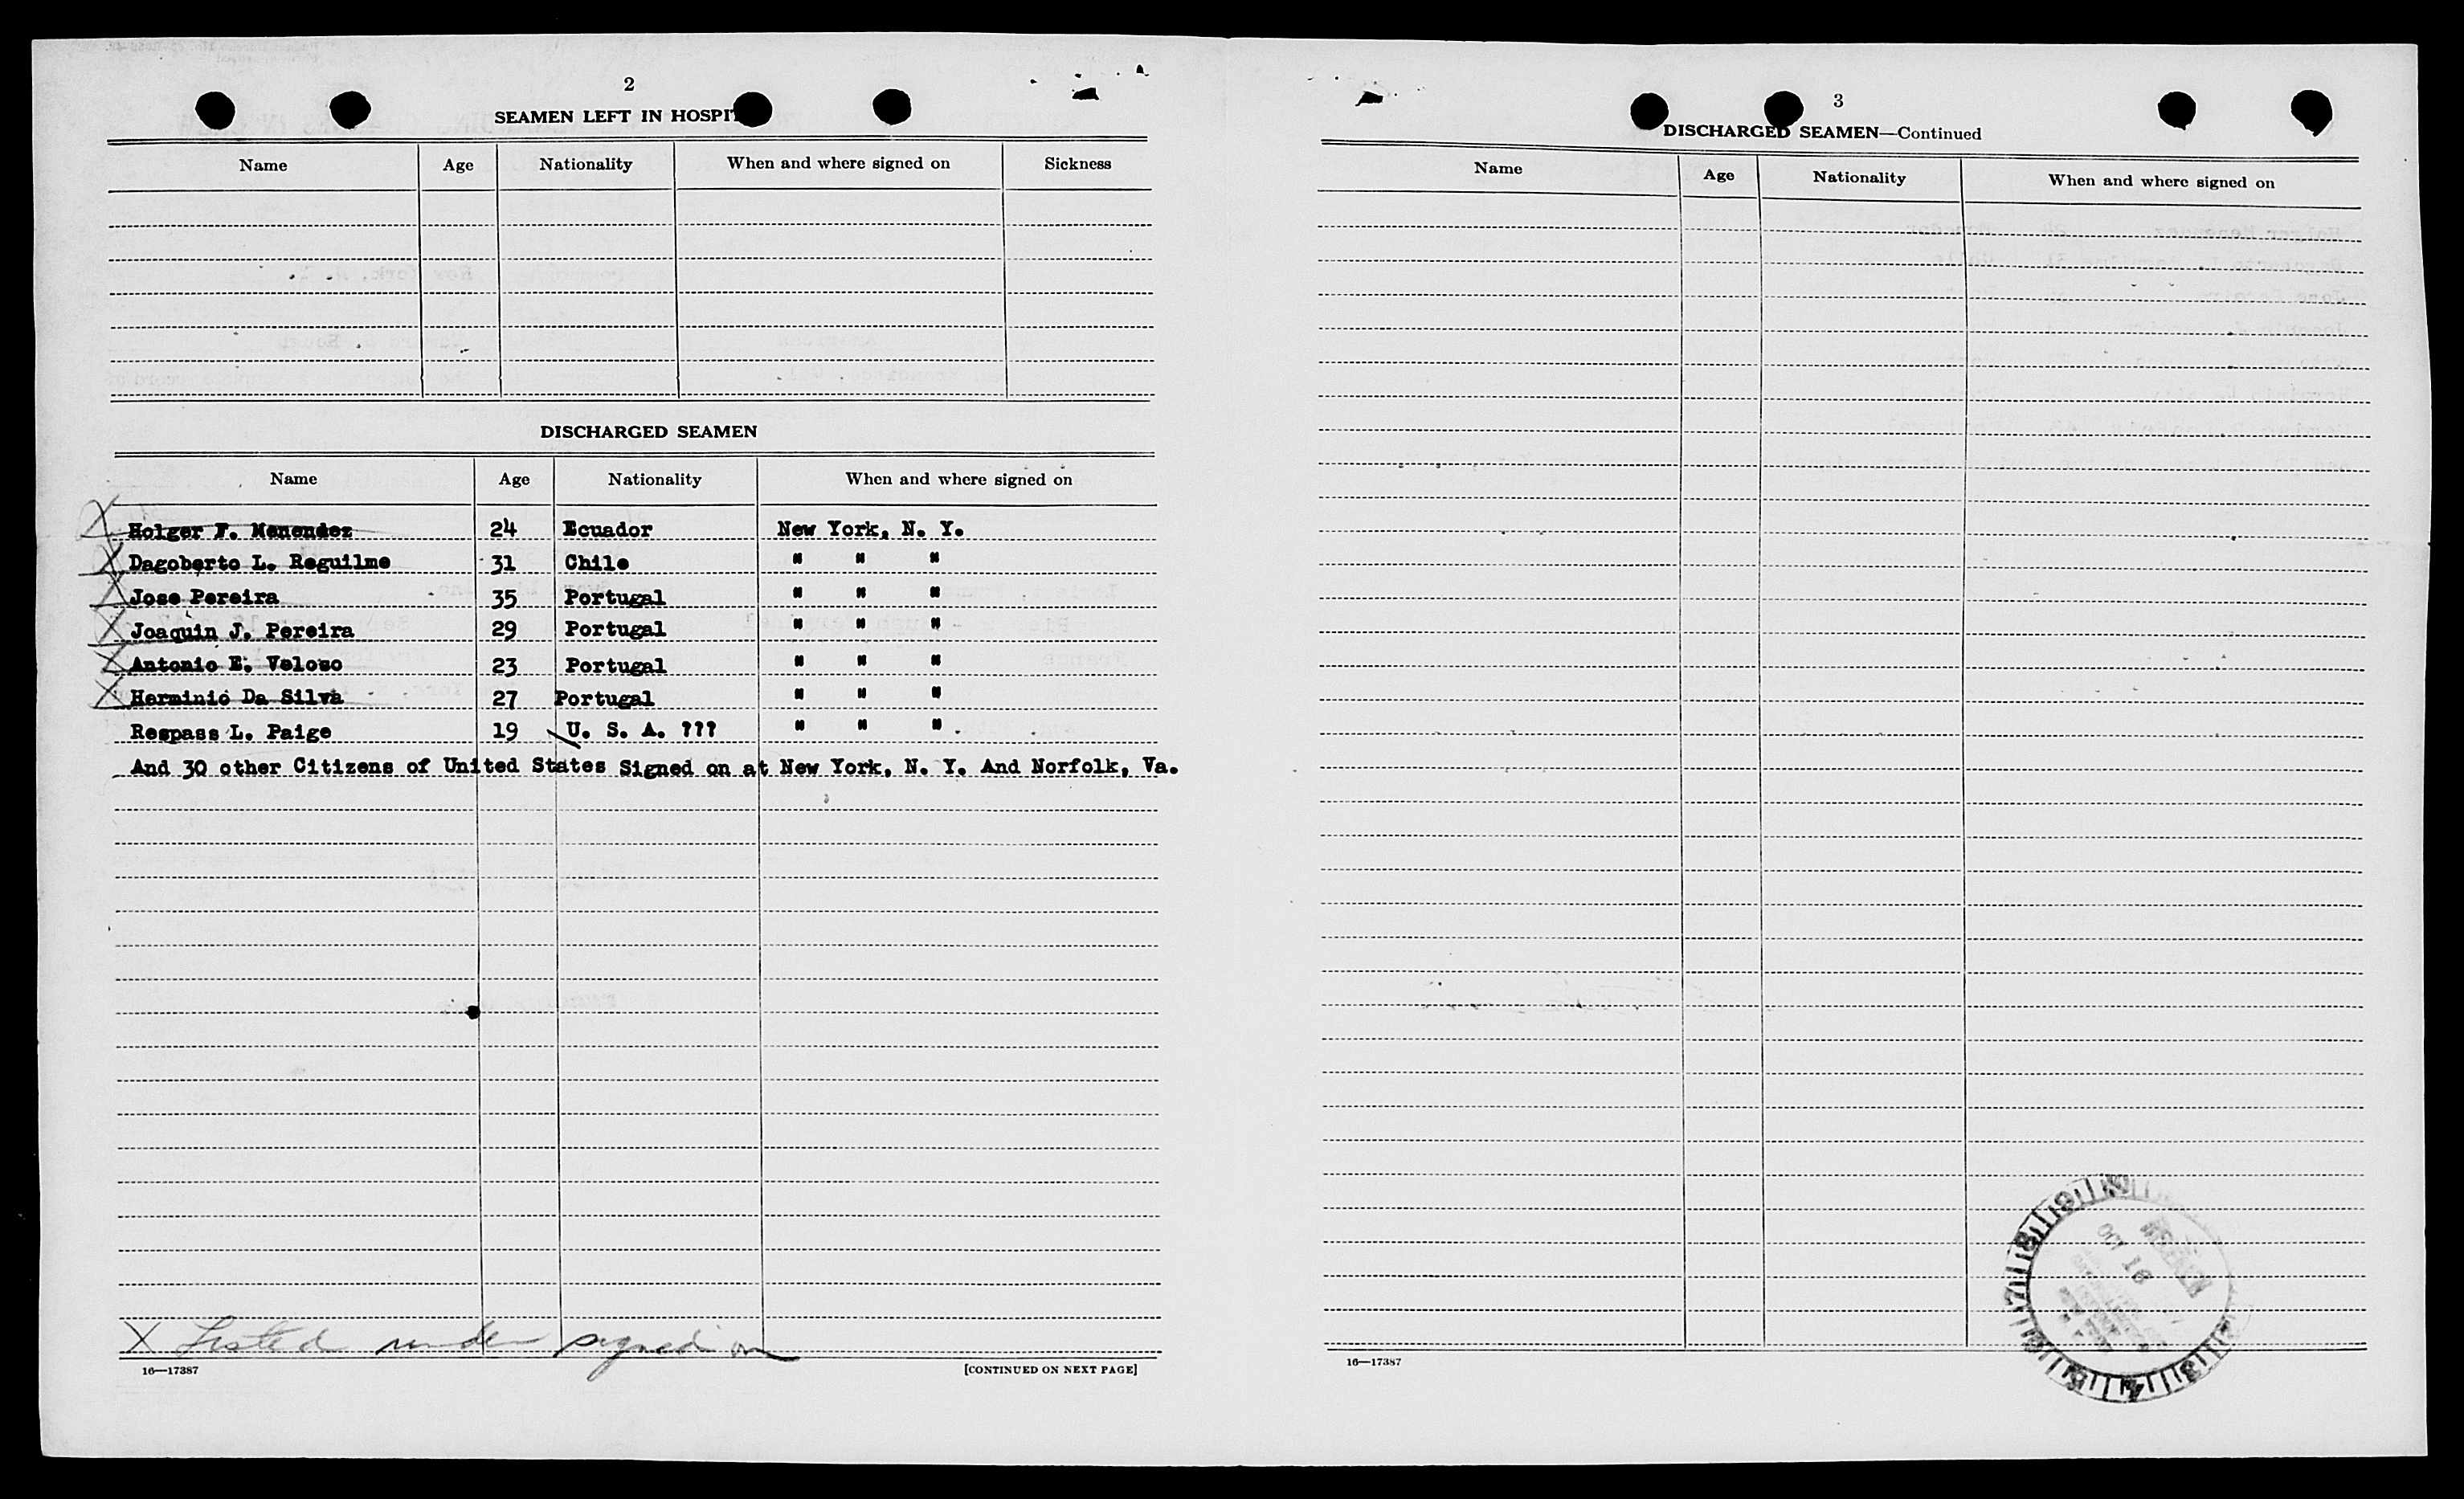 2
SEAMEN LEFT IN HOSPIT
Name Age Nationality When and where signed on Sickness
DISCHARGED SEAMEN
Name Age Nationality When and where signed on
X Holger F. Menendez 24 Ecuador New York, N. Y.
X Dagoberto L. Reguilme 31 Chile " " "
X Jose Pereira 35 Portugal " " "
X Joaquin J. Pereira 29 Portugal " " "
X Antonio E. Veloso 23 Portugal " " "
X Herminio Da Silva 27 Portugal " " "
Respass L. Paige 19 U. S. A. ??? " " "
And 30 other Citizens of United States Signed on at New York, N. Y. And Norfolk, Va.
X Listed under signed on
16—17387 [CONTINUED ON NEXT PAGE]
3
DISCHARGED SEAMEN—Continued
Name Age Nationality When and where signed on
OCT 16
16—17387